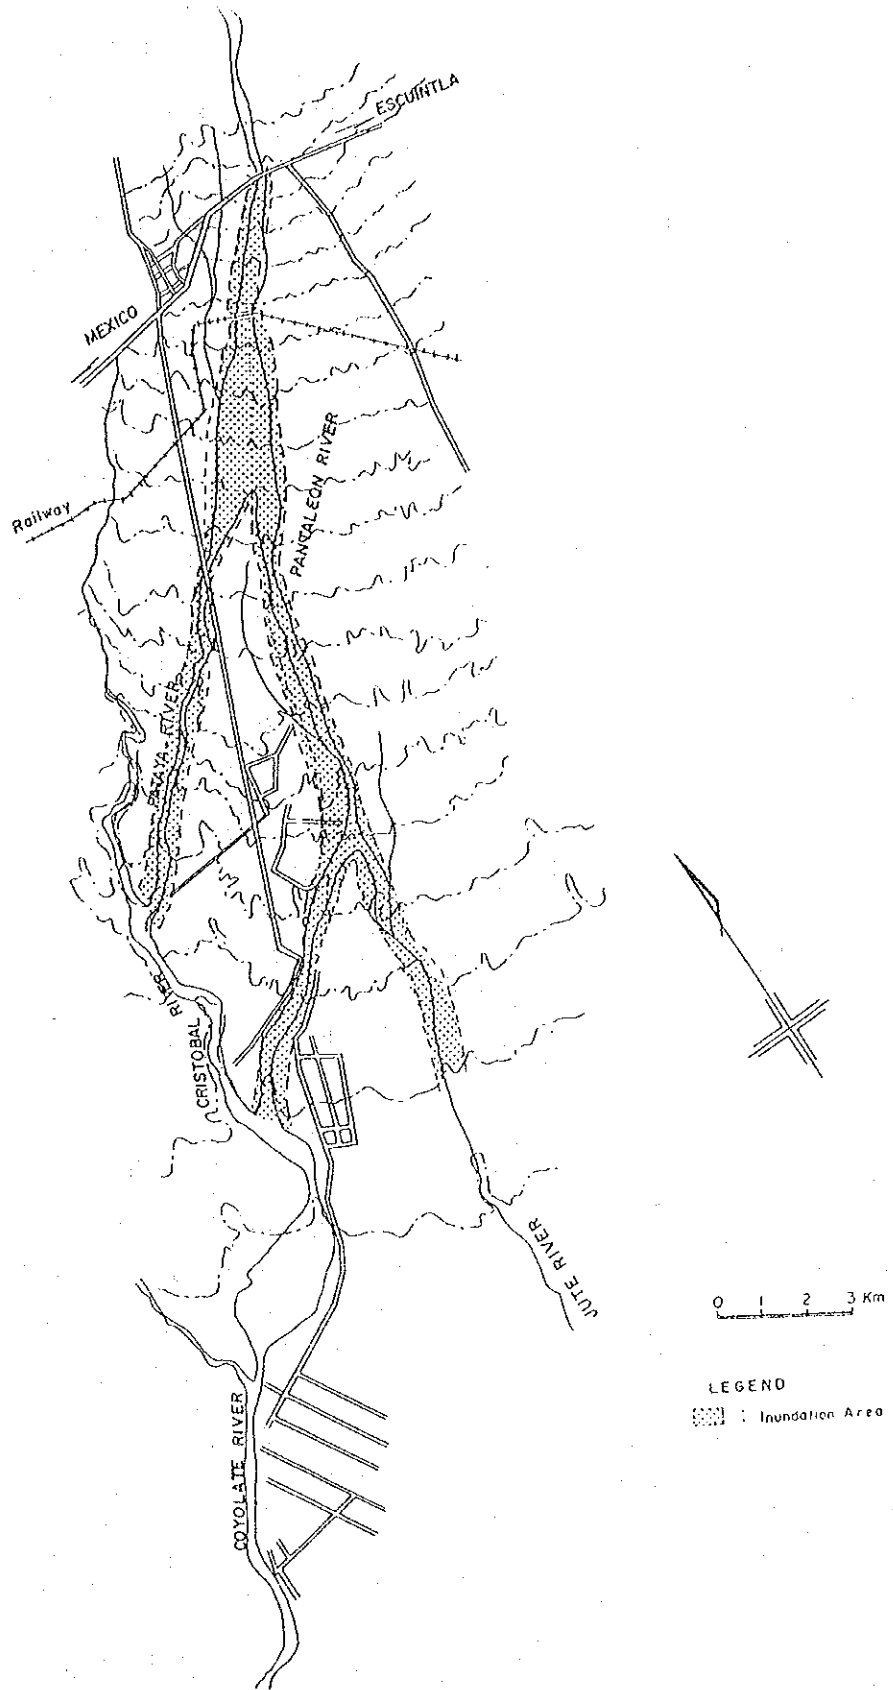 ESCUINTLA
MEXICO
PANTALEON RIVER
Railway
PATAYA RIVER
CRISTOBAL RIVER
JUTE RIVER
0 1 2 3 Km
LEGEND
: Inundation Area
COYOLATE RIVER